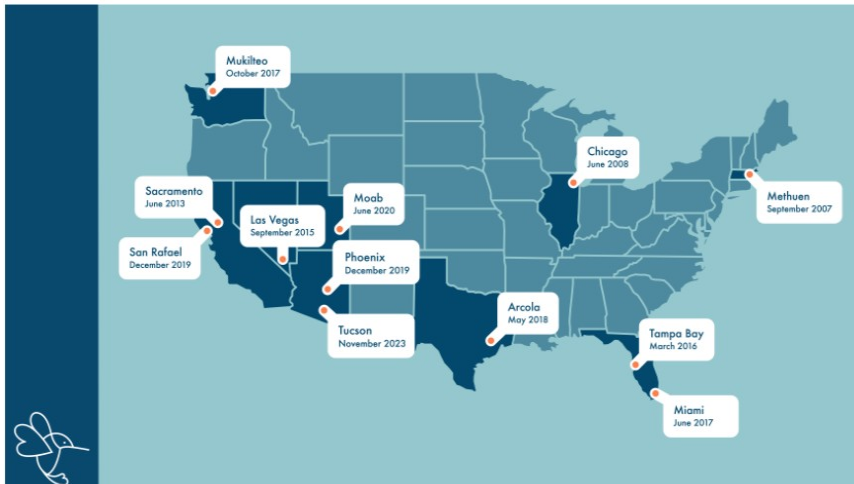 Mukilteo
October 2017
Chicago
June 2008
Sacramento
June 2013
Moab
June 2020
Methuen
September 2007
Las Vegas
September 2015
San Rafael
December 2019
Phoenix
December 2019
Arcola
May 2018
Tucson
November 2023
Tampa Bay
March 2016
Miami
June 2017